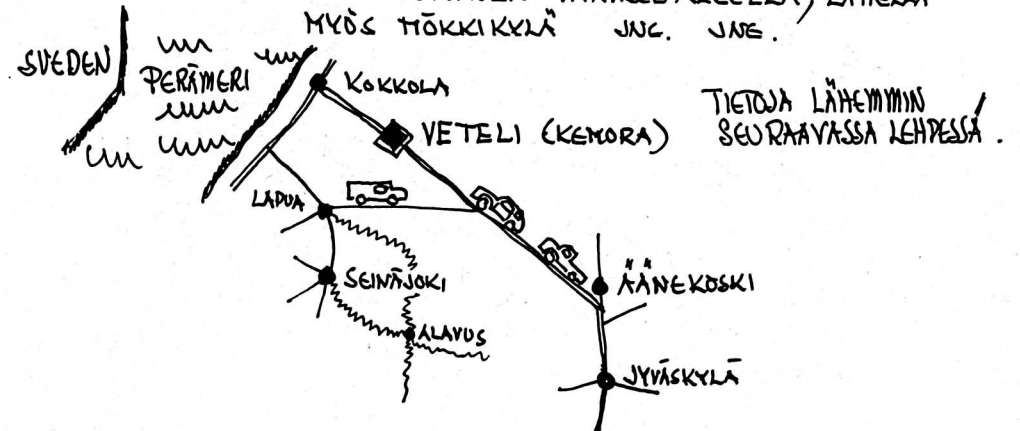 MYÖS MÖKKIKYLÄ JNE. JNE.
SVEDEN
PERÄMERI
KOKKOLA
TIETOJA LÄHEMMIN
SEURAAVASSA LEHDESSÄ.
VETELI (KEMORA)
LAPUA
SEINÄJOKI
ÄÄNEKOSKI
ALAVUS
JYVÄSKYLÄ